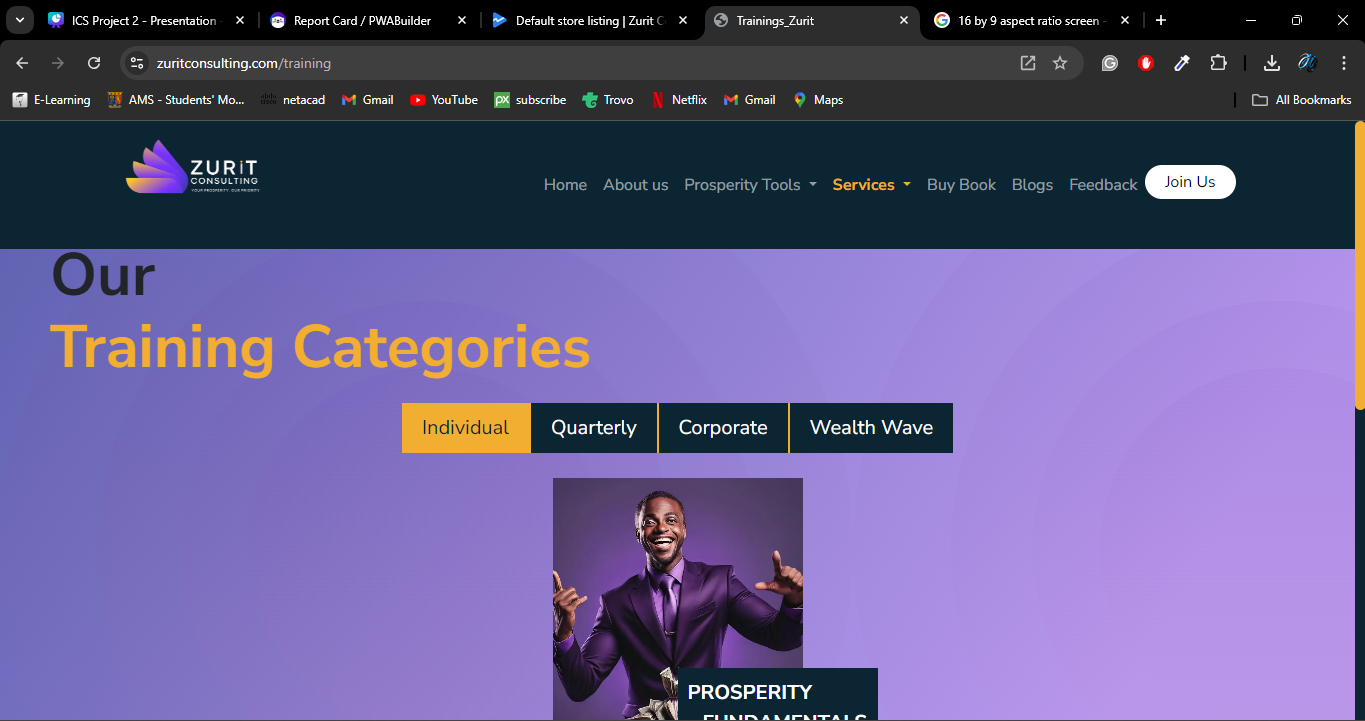 ICS Project 2 - Presentation
Report Card / PWABuilder
Default store listing | Zurit C
Trainings_Zurit
16 by 9 aspect ratio screen -
zuritconsulting.com/training
E-Learning
AMS - Students' Mo...
netacad
Gmail
YouTube
subscribe
Trovo
Netflix
Gmail
Maps
All Bookmarks
ZURIT
CONSULTING
YOUR PROSPERITY, OUR PRIORITY
Home
About us
Prosperity Tools
Services
Buy Book
Blogs
Feedback
Join Us
Our
Training Categories
Individual
Quarterly
Corporate
Wealth Wave
PROSPERITY
FUNDAMENTALS